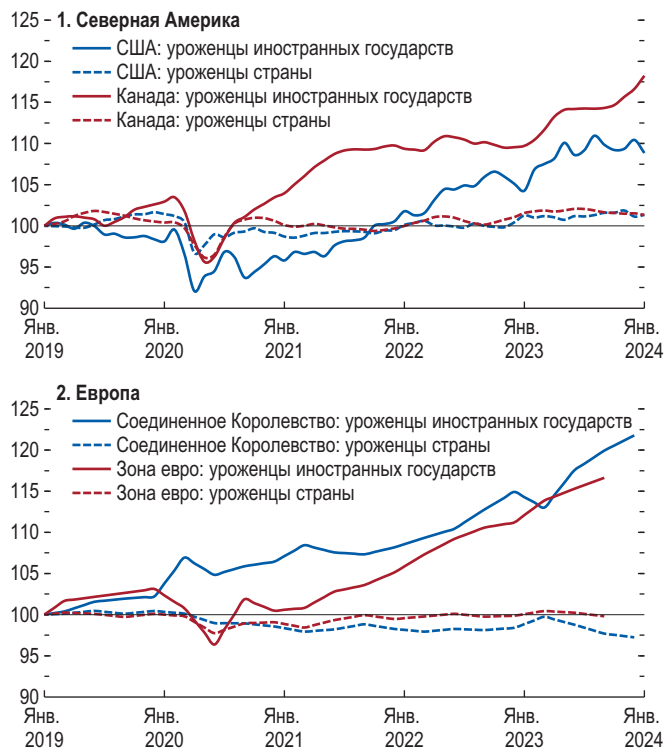 1. Северная Америка
США: уроженцы иностранных государств
США: уроженцы страны
Канада: уроженцы иностранных государств
Канада: уроженцы страны
125
120
115
110
105
100
95
90
Янв. Янв. Янв. Янв. Янв. Янв.
2019 2020 2021 2022 2023 2024
2. Европа
Соединенное Королевство: уроженцы иностранных государств
Соединенное Королевство: уроженцы страны
Зона евро: уроженцы иностранных государств
Зона евро: уроженцы страны
125
120
115
110
105
100
95
90
Янв. Янв. Янв. Янв. Янв. Янв.
2019 2020 2021 2022 2023 2024